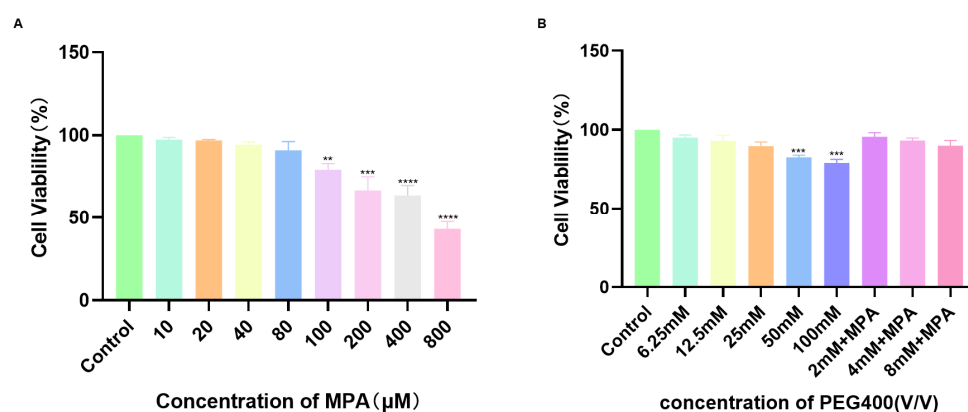 A
150
100
50
0
Cell Viablility(%)
**
***
****
****
Control
10
20
40
80
100
200
400
800
Concentration of MPA(μM)
B
150
100
50
0
Cell Viability(%)
***
***
Control
6.25mM
12.5mM
25mM
50mM
100mM
2mM+MPA
4mM+MPA
8mM+MPA
concentration of PEG400(V/V)